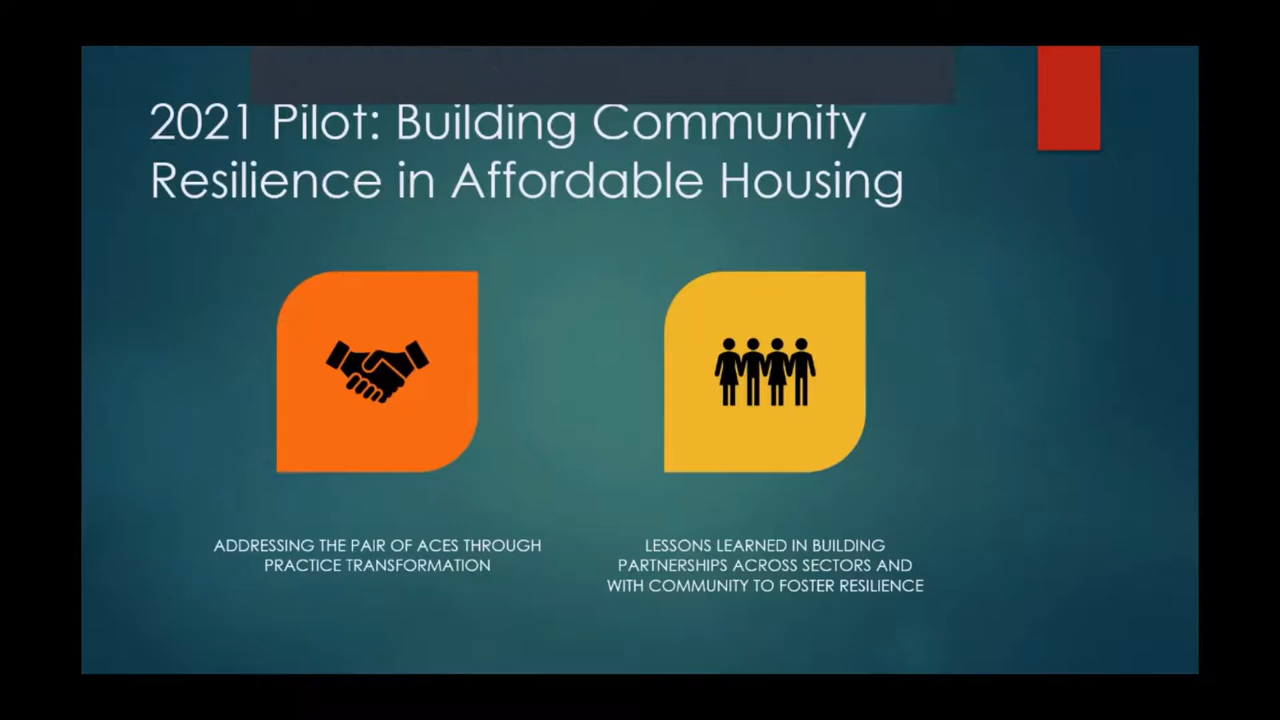 2021 Pilot: Building Community
Resilience in Affordable Housing
ADDRESSING THE PAIR OF ACES THROUGH
PRACTICE TRANSFORMATION
LESSONS LEARNED IN BUILDING
PARTNERSHIPS ACROSS SECTORS AND
WITH COMMUNITY TO FOSTER RESILIENCE